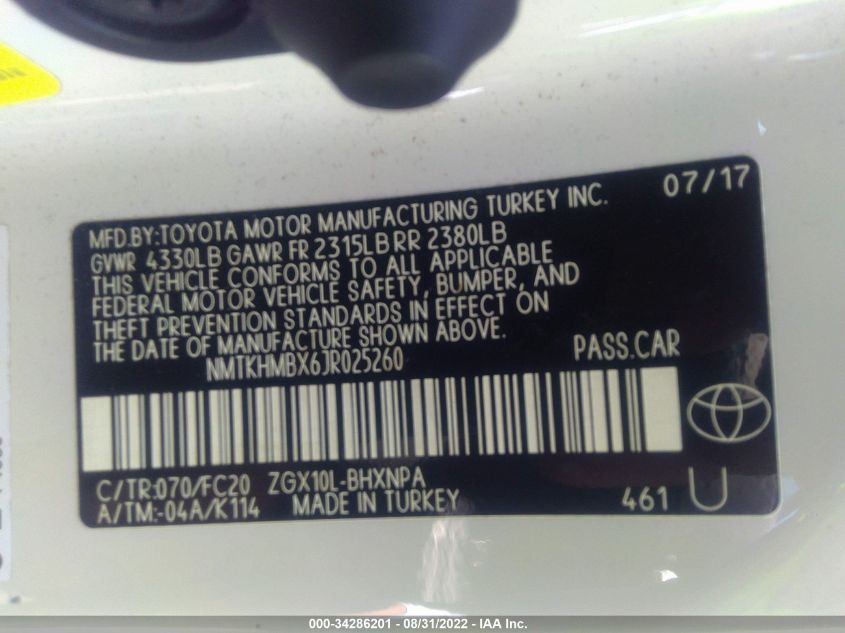 07/17
MFD.BY:TOYOTA MOTOR MANUFACTURING TURKEY INC.
GVWR 4330LB GAWR FR 2315LB RR 2380LB
THIS VEHICLE CONFORMS TO ALL APPLICABLE
FEDERAL MOTOR VEHICLE SAFETY, BUMPER, AND
THEFT PREVENTION STANDARDS IN EFFECT ON
THE DATE OF MANUFACTURE SHOWN ABOVE.
NMTKHMBX6JR025260 PASS.CAR
C/TR:070/FC20 ZGX10L-BHXNPA
A/TM:-04A/K114 MADE IN TURKEY 461 U
000-34286201 - 08/31/2022 - IAA Inc.